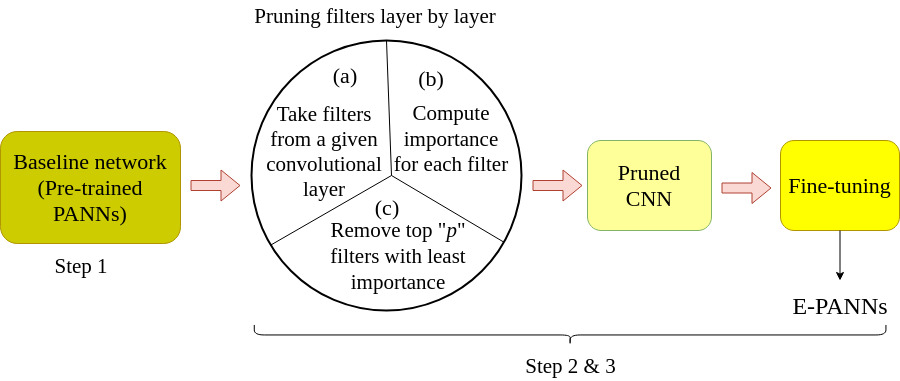 Pruning filters layer by layer
Baseline network
(Pre-trained
PANNs)
Step 1
(a)
Take filters
from a given
convolutional
layer
(b)
Compute
importance
for each filter
(c)
Remove top "p"
filters with least
importance
Pruned
CNN
Fine-tuning
E-PANNs
Step 2 & 3